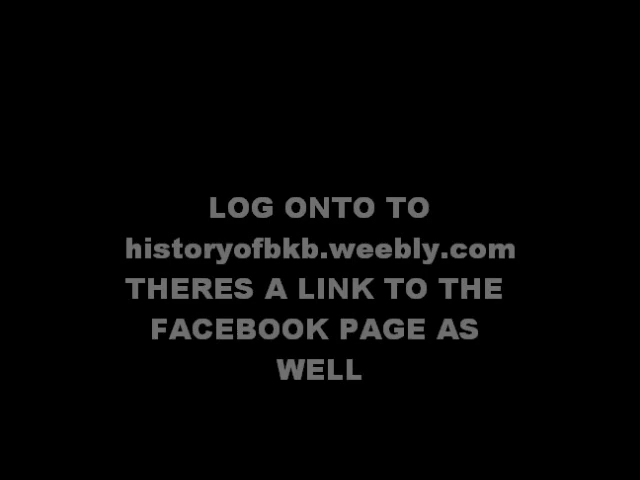 LOG ONTO TO
historyofbkb.weebly.com
THERES A LINK TO THE
FACEBOOK PAGE AS
WELL